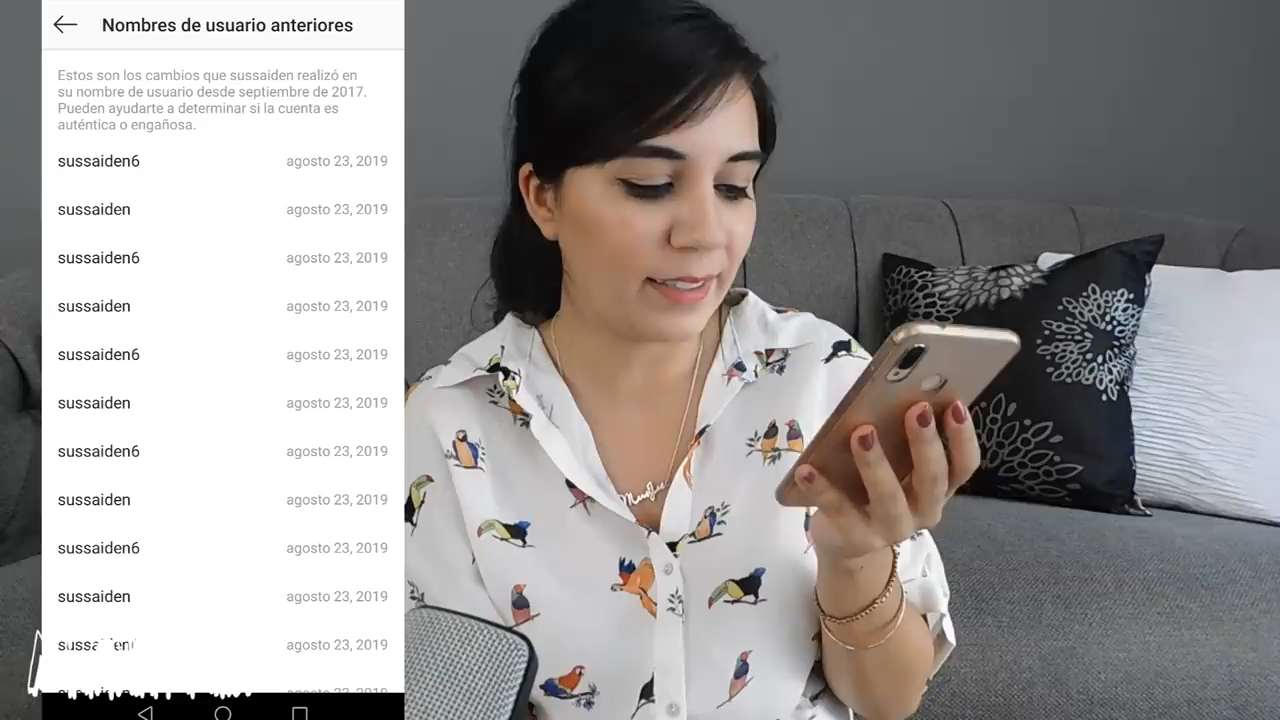 Nombres de usuario anteriores
Estos son los cambios que sussaiden realizó en
su nombre de usuario desde septiembre de 2017.
Pueden ayudarte a determinar si la cuenta es
auténtica o engañosa.
sussaiden6 agosto 23, 2019
sussaiden agosto 23, 2019
sussaiden6 agosto 23, 2019
sussaiden agosto 23, 2019
sussaiden6 agosto 23, 2019
sussaiden agosto 23, 2019
sussaiden6 agosto 23, 2019
sussaiden agosto 23, 2019
sussaiden6 agosto 23, 2019
sussaiden agosto 23, 2019
agosto 23, 2019